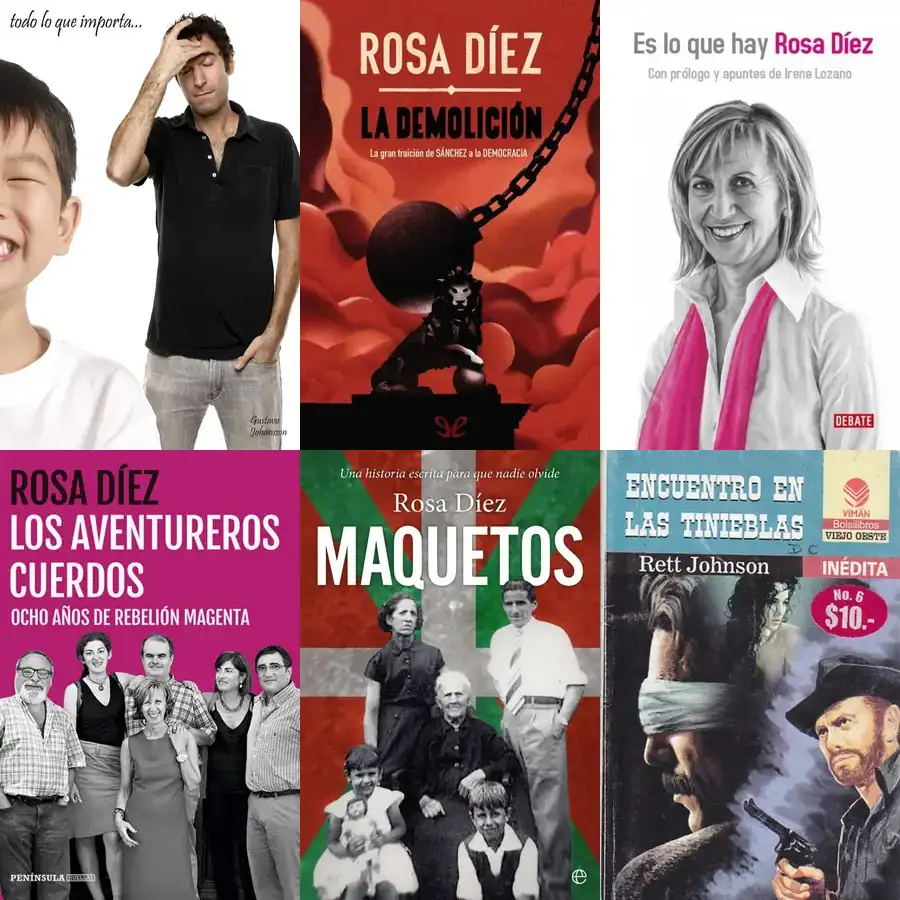 todo lo que importa...
Gustavo
Johansson
ROSA DÍEZ
LA DEMOLICIÓN
La gran traición de SÁNCHEZ a la DEMOCRACIA
Es lo que hay Rosa Díez
Con prólogo y apuntes de Irene Lozano
DEBATE
ROSA DÍEZ
LOS AVENTUREROS
CUERDOS
OCHO AÑOS DE REBELIÓN MAGENTA
PENÍNSULA HUELLAS
Una historia escrita para que nadie olvide
Rosa Díez
MAQUETOS
e
ENCUENTRO EN
LAS TINIEBLAS
D C
VIMÁN
Bolsilibros
VIEJO OESTE
Rett Johnson
INÉDITA
No. 6
$10.-